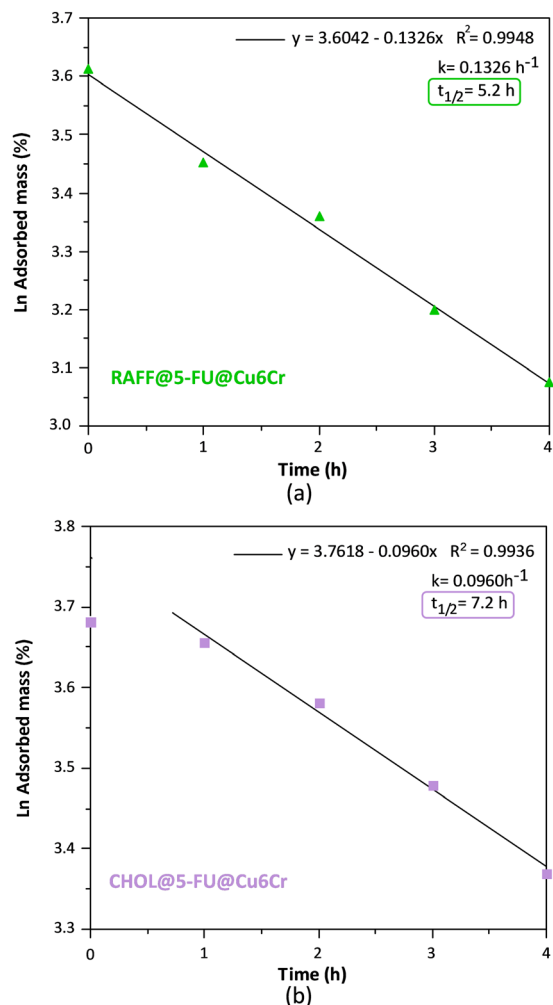 3.7
y = 3.6042 - 0.1326x R² = 0.9948
k= 0.1326 h⁻¹
t1/2= 5.2 h
3.6
3.5
Ln Adsorbed mass (%)
3.4
3.3
3.2
3.1
RAFF@5-FU@Cu6Cr
3.0
0 1 2 3 4
Time (h)
(a)
3.8
y = 3.7618 - 0.0960x R² = 0.9936
k= 0.0960h⁻¹
t1/2= 7.2 h
3.7
3.6
Ln Adsorbed mass (%)
3.5
3.4
CHOL@5-FU@Cu6Cr
3.3
0 1 2 3 4
Time (h)
(b)